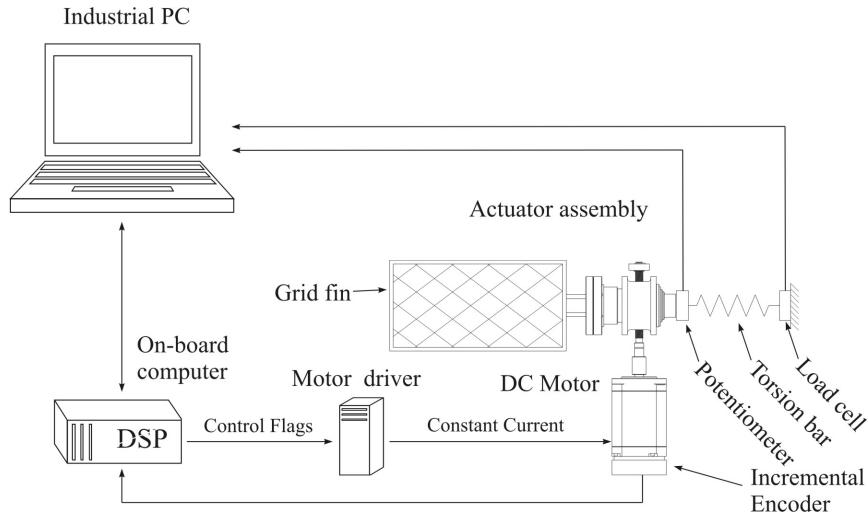 Industrial PC
Actuator assembly
Grid fin
On-board
computer
Motor driver
DC Motor
DSP
Control Flags
Constant Current
Potentiometer
Torsion bar
Load cell
Incremental
Encoder